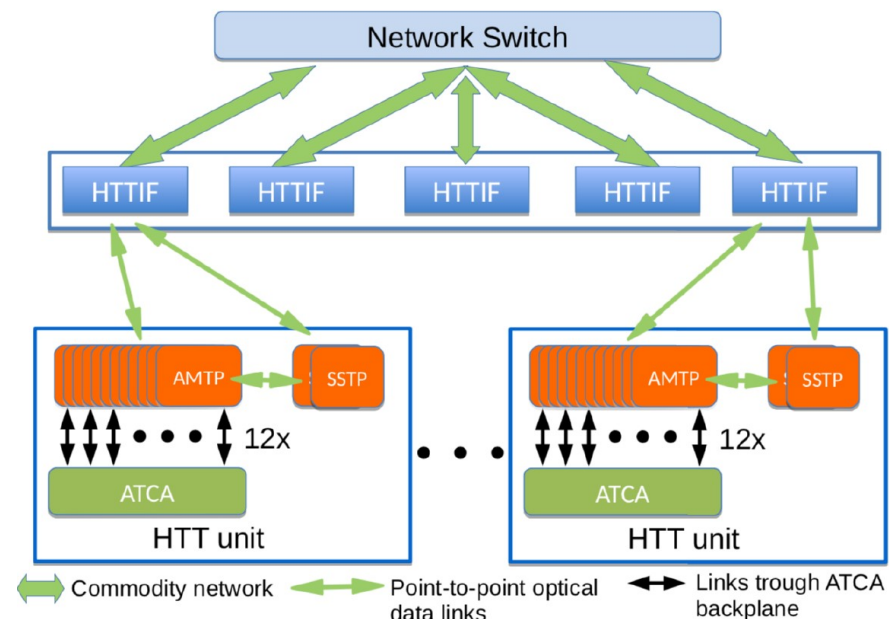 Network Switch
HTTIF HTTIF HTTIF HTTIF HTTIF
AMTP SSTP AMTP SSTP
12x 12x
ATCA ATCA
HTT unit HTT unit
Commodity network Point-to-point optical Links trough ATCA
data links backplane